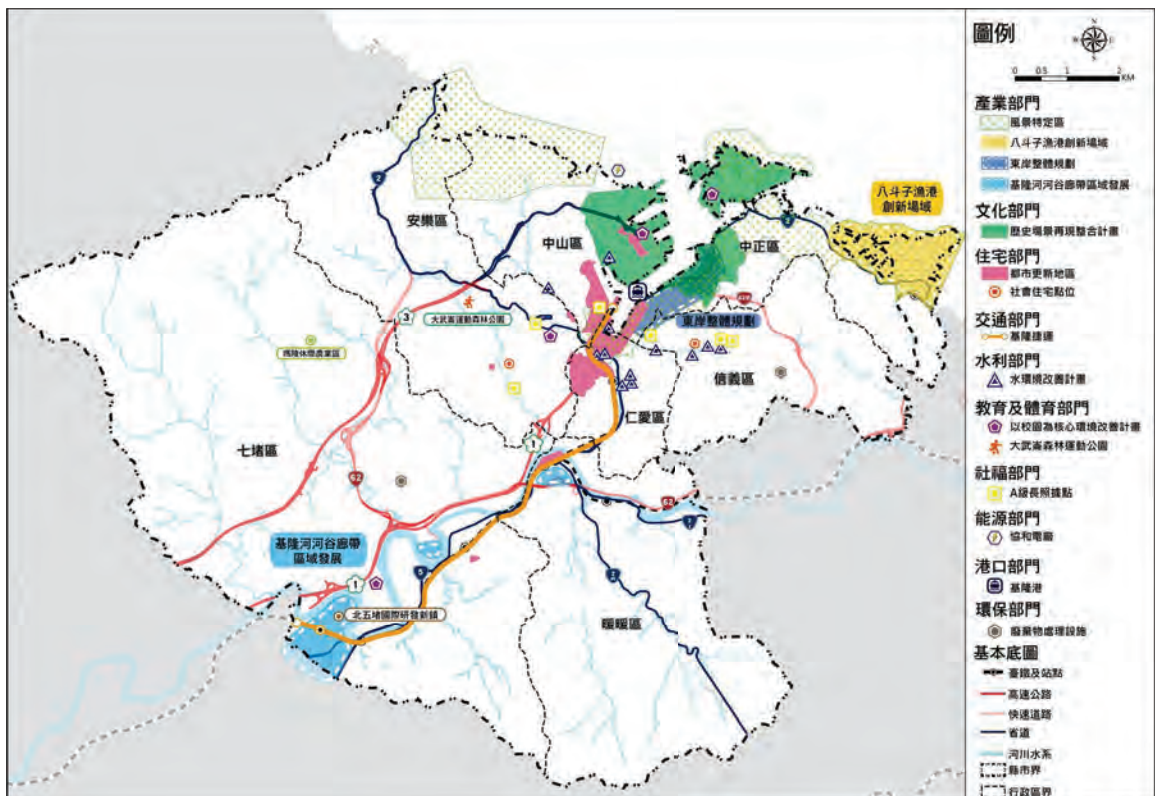 圖例
N
S
0 0.5 1 2
KM
產業部門
風景特定區
八斗子漁港創新場域
東岸整體規劃
基隆河河谷廊帶區域發展
文化部門
歷史場景再現整合計畫
住宅部門
都市更新地區
社會住宅點位
交通部門
基隆捷運
水利部門
水環境改善計畫
教育及體育部門
以校園為核心環境改善計畫
大武崙森林運動公園
社福部門
A級長照據點
能源部門
協和電廠
港口部門
基隆港
環保部門
廢棄物處理設施
基本底圖
臺鐵及站點
高速公路
快速道路
省道
河川水系
縣市界
行政區界
2
安樂區
中山區
中正區
2
八斗子漁港
創新場域
3
大武崙運動森林公園
東岸整體規劃
瑪陵休閒農業區
信義區
仁愛區
七堵區
1
62
62
基隆河河谷廊帶
區域發展
1
5
2
北五堵國際研發新鎮
暖暖區